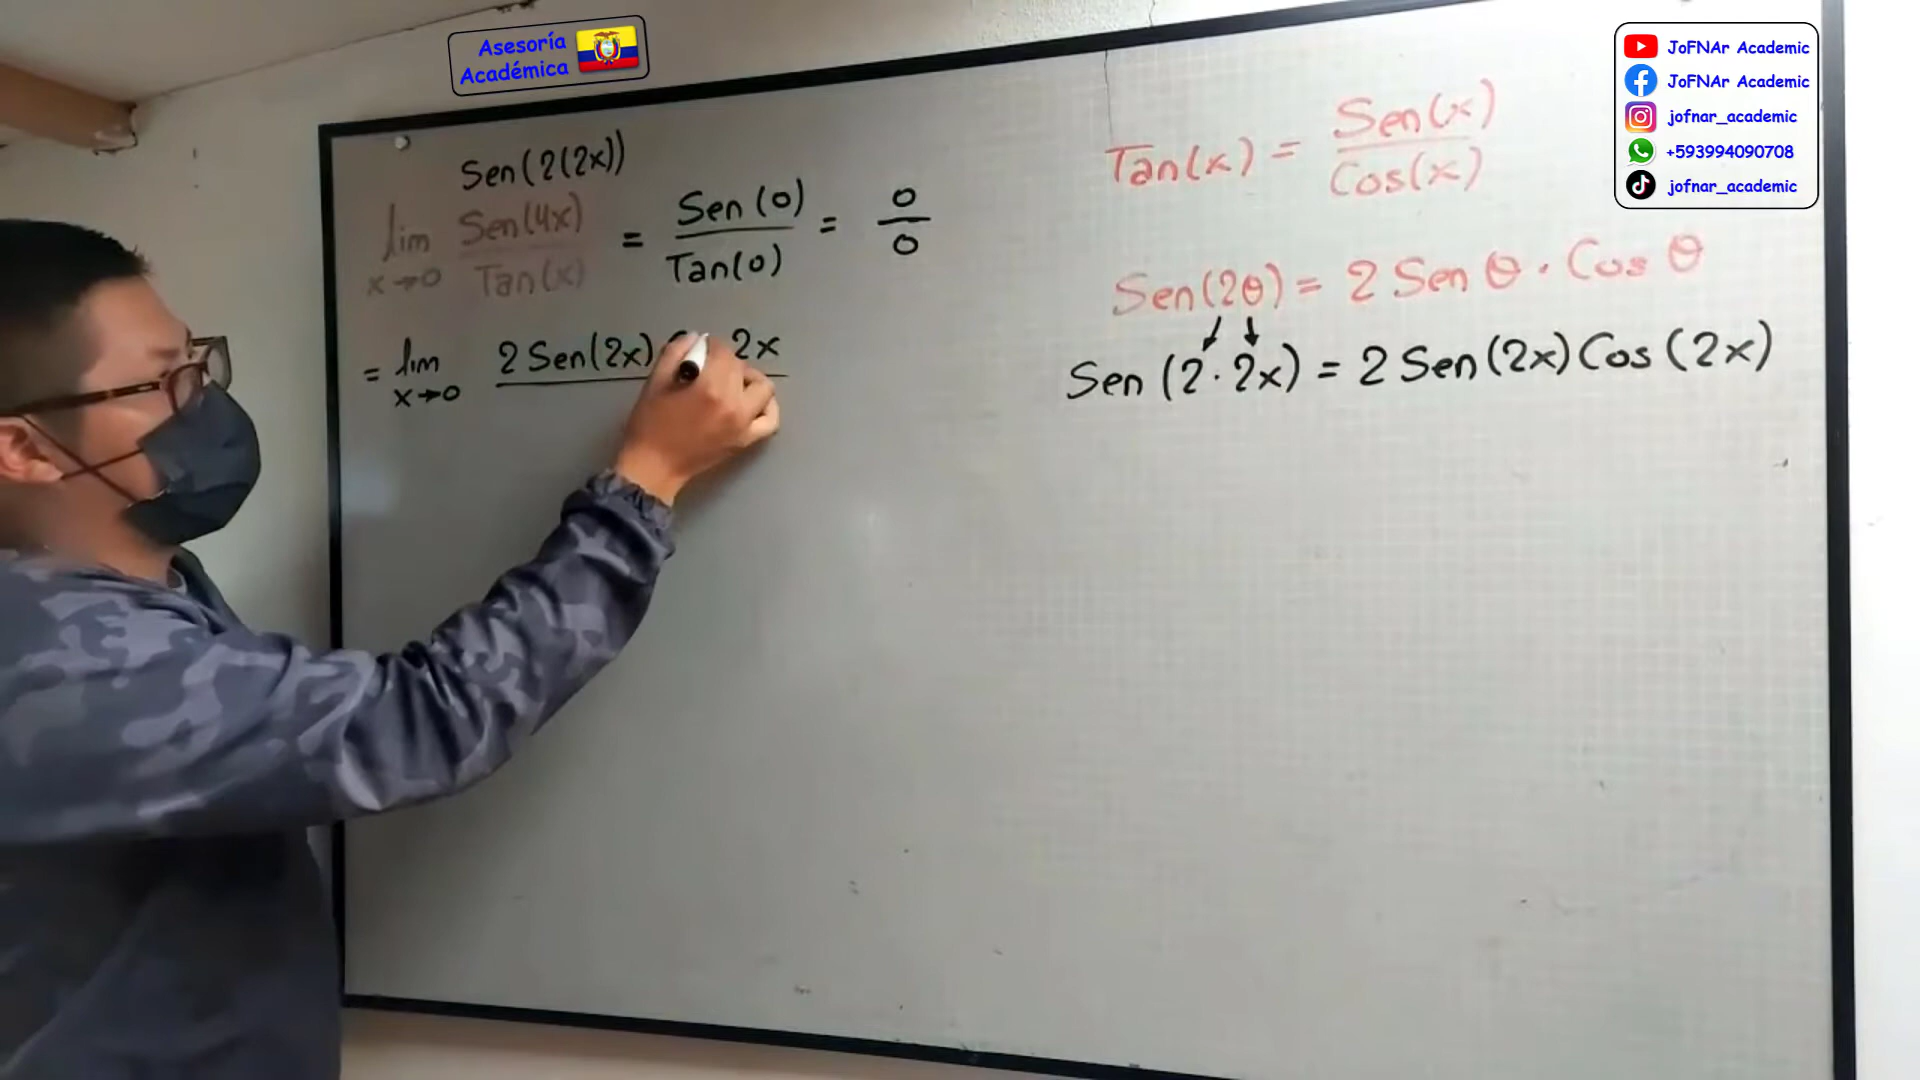 Asesoría
Académica
JoFNAr Academic
JoFNAr Academic
jofnar_academic
+593994090708
jofnar_academic
Sen(2(2x))
lim x→0 Sen(4x)/Tan(x) = Sen(0)/Tan(0) = 0/0
= lim x→0 2 Sen(2x) 2x
Tan(x) = Sen(x)/Cos(x)
Sen(2θ) = 2 Sen θ · Cos θ
Sen (2·2x) = 2 Sen(2x) Cos (2x)